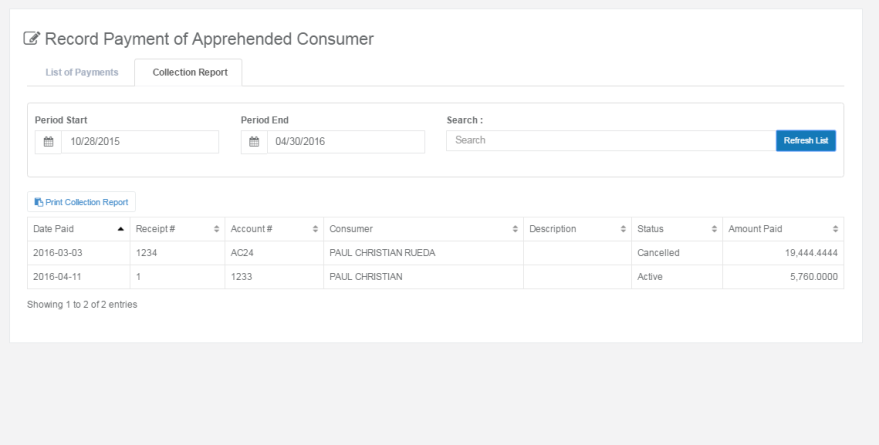 Record Payment of Apprehended Consumer
List of Payments Collection Report
Period Start Period End Search :
10/28/2015 04/30/2016 Search Refresh List
Print Collection Report
Date Paid Receipt # Account # Consumer Description Status Amount Paid
2016-03-03 1234 AC24 PAUL CHRISTIAN RUEDA Cancelled 19,444.4444
2016-04-11 1 1233 PAUL CHRISTIAN Active 5,760.0000
Showing 1 to 2 of 2 entries